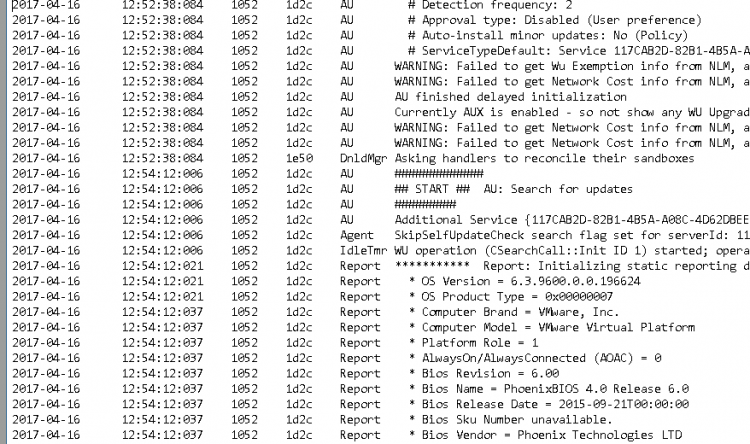 2017-04-16 12:52:38:084 1052 1d2c AU # Detection frequency: 2
2017-04-16 12:52:38:084 1052 1d2c AU # Approval type: Disabled (User preference)
2017-04-16 12:52:38:084 1052 1d2c AU # Auto-install minor updates: No (Policy)
2017-04-16 12:52:38:084 1052 1d2c AU # ServiceTypeDefault: Service 117CAB2D-82B1-4B5A-A
2017-04-16 12:52:38:084 1052 1d2c AU WARNING: Failed to get Wu Exemption info from NLM, a
2017-04-16 12:52:38:084 1052 1d2c AU WARNING: Failed to get Network Cost info from NLM, a
2017-04-16 12:52:38:084 1052 1d2c AU AU finished delayed initialization
2017-04-16 12:52:38:084 1052 1d2c AU Currently AUX is enabled - so not show any WU Upgrad
2017-04-16 12:52:38:084 1052 1d2c AU WARNING: Failed to get Network Cost info from NLM, a
2017-04-16 12:52:38:084 1052 1d2c AU WARNING: Failed to get Network Cost info from NLM, a
2017-04-16 12:52:38:084 1052 1e50 DnldMgr Asking handlers to reconcile their sandboxes
2017-04-16 12:54:12:006 1052 1d2c AU #############
2017-04-16 12:54:12:006 1052 1d2c AU ## START ## AU: Search for updates
2017-04-16 12:54:12:006 1052 1d2c AU #########
2017-04-16 12:54:12:006 1052 1d2c AU Additional Service {117CAB2D-82B1-4B5A-A08C-4D62DBEE
2017-04-16 12:54:12:006 1052 1d2c Agent SkipSelfUpdateCheck search flag set for serverId: 11
2017-04-16 12:54:12:006 1052 1d2c IdleTmr WU operation (CSearchCall::Init ID 1) started; opera
2017-04-16 12:54:12:021 1052 1d2c Report *********** Report: Initializing static reporting d
2017-04-16 12:54:12:021 1052 1d2c Report * OS Version = 6.3.9600.0.0.196624
2017-04-16 12:54:12:021 1052 1d2c Report * OS Product Type = 0x00000007
2017-04-16 12:54:12:037 1052 1d2c Report * Computer Brand = VMware, Inc.
2017-04-16 12:54:12:037 1052 1d2c Report * Computer Model = VMware Virtual Platform
2017-04-16 12:54:12:037 1052 1d2c Report * Platform Role = 1
2017-04-16 12:54:12:037 1052 1d2c Report * AlwaysOn/AlwaysConnected (AOAC) = 0
2017-04-16 12:54:12:037 1052 1d2c Report * Bios Revision = 6.00
2017-04-16 12:54:12:037 1052 1d2c Report * Bios Name = PhoenixBIOS 4.0 Release 6.0
2017-04-16 12:54:12:037 1052 1d2c Report * Bios Release Date = 2015-09-21T00:00:00
2017-04-16 12:54:12:037 1052 1d2c Report * Bios Sku Number unavailable.
2017-04-16 12:54:12:037 1052 1d2c Report * Bios Vendor = Phoenix Technologies LTD